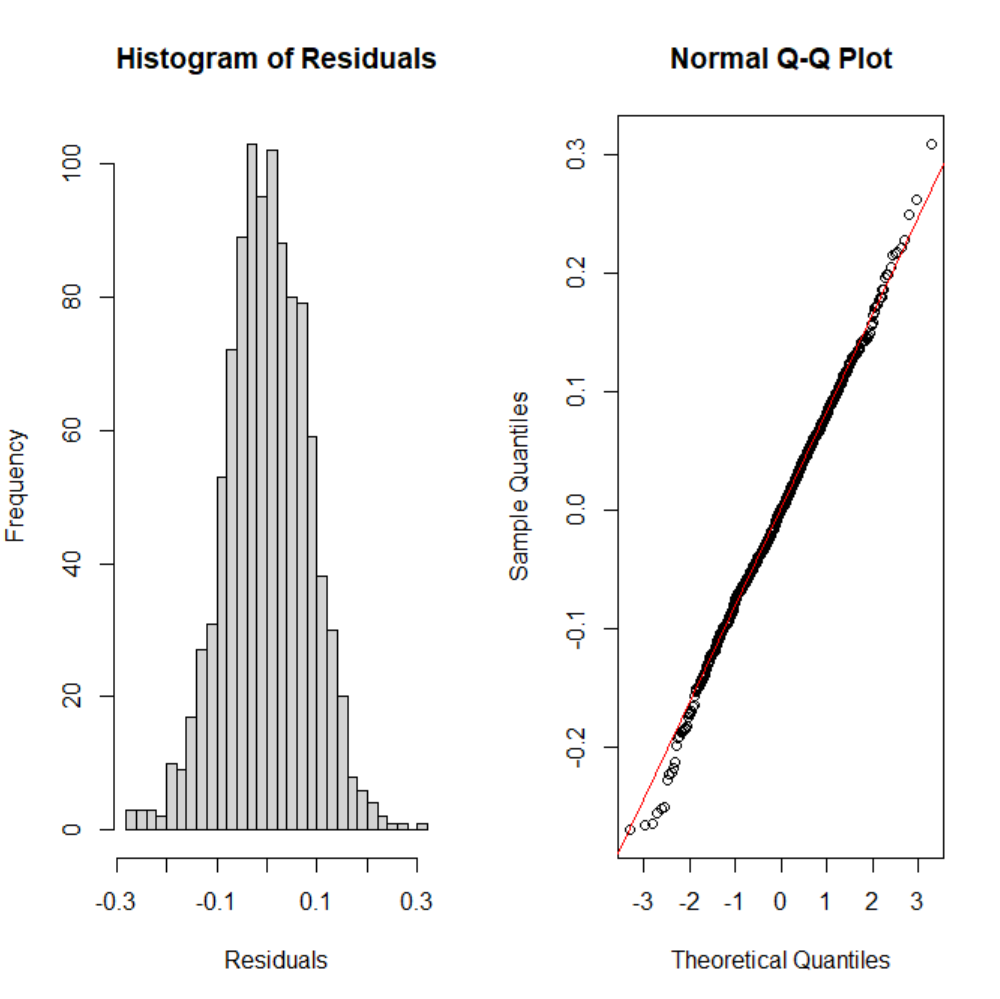 Histogram of Residuals
Frequency
100
80
60
40
20
0
-0.3 -0.1 0.1 0.3
Residuals
Normal Q-Q Plot
Sample Quantiles
0.3
0.2
0.1
0.0
-0.1
-0.2
-3 -2 -1 0 1 2 3
Theoretical Quantiles